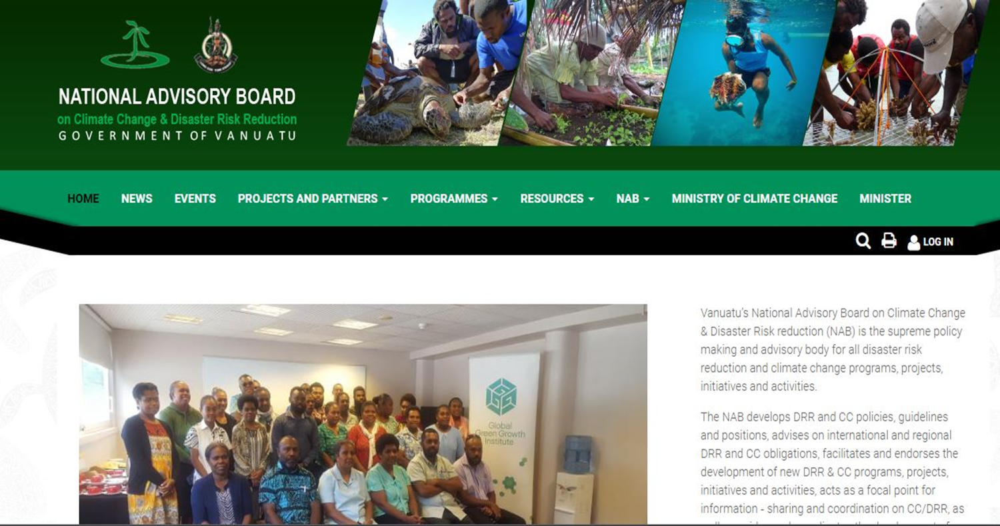 NATIONAL ADVISORY BOARD
on Climate Change & Disaster Risk Reduction
GOVERNMENT OF VANUATU
HOME NEWS EVENTS PROJECTS AND PARTNERS PROGRAMMES RESOURCES NAB MINISTRY OF CLIMATE CHANGE MINISTER
LOG IN
Global
Green Growth
Institute
Vanuatu's National Advisory Board on Climate Change
& Disaster Risk reduction (NAB) is the supreme policy
making and advisory body for all disaster risk
reduction and climate change programs, projects,
initiatives and activities.
The NAB develops DRR and CC policies, guidelines
and positions, advises on international and regional
DRR and CC obligations, facilitates and endorses the
development of new DRR & CC programs, projects,
initiatives and activities, acts as a focal point for
information - sharing and coordination on CC/DRR, as